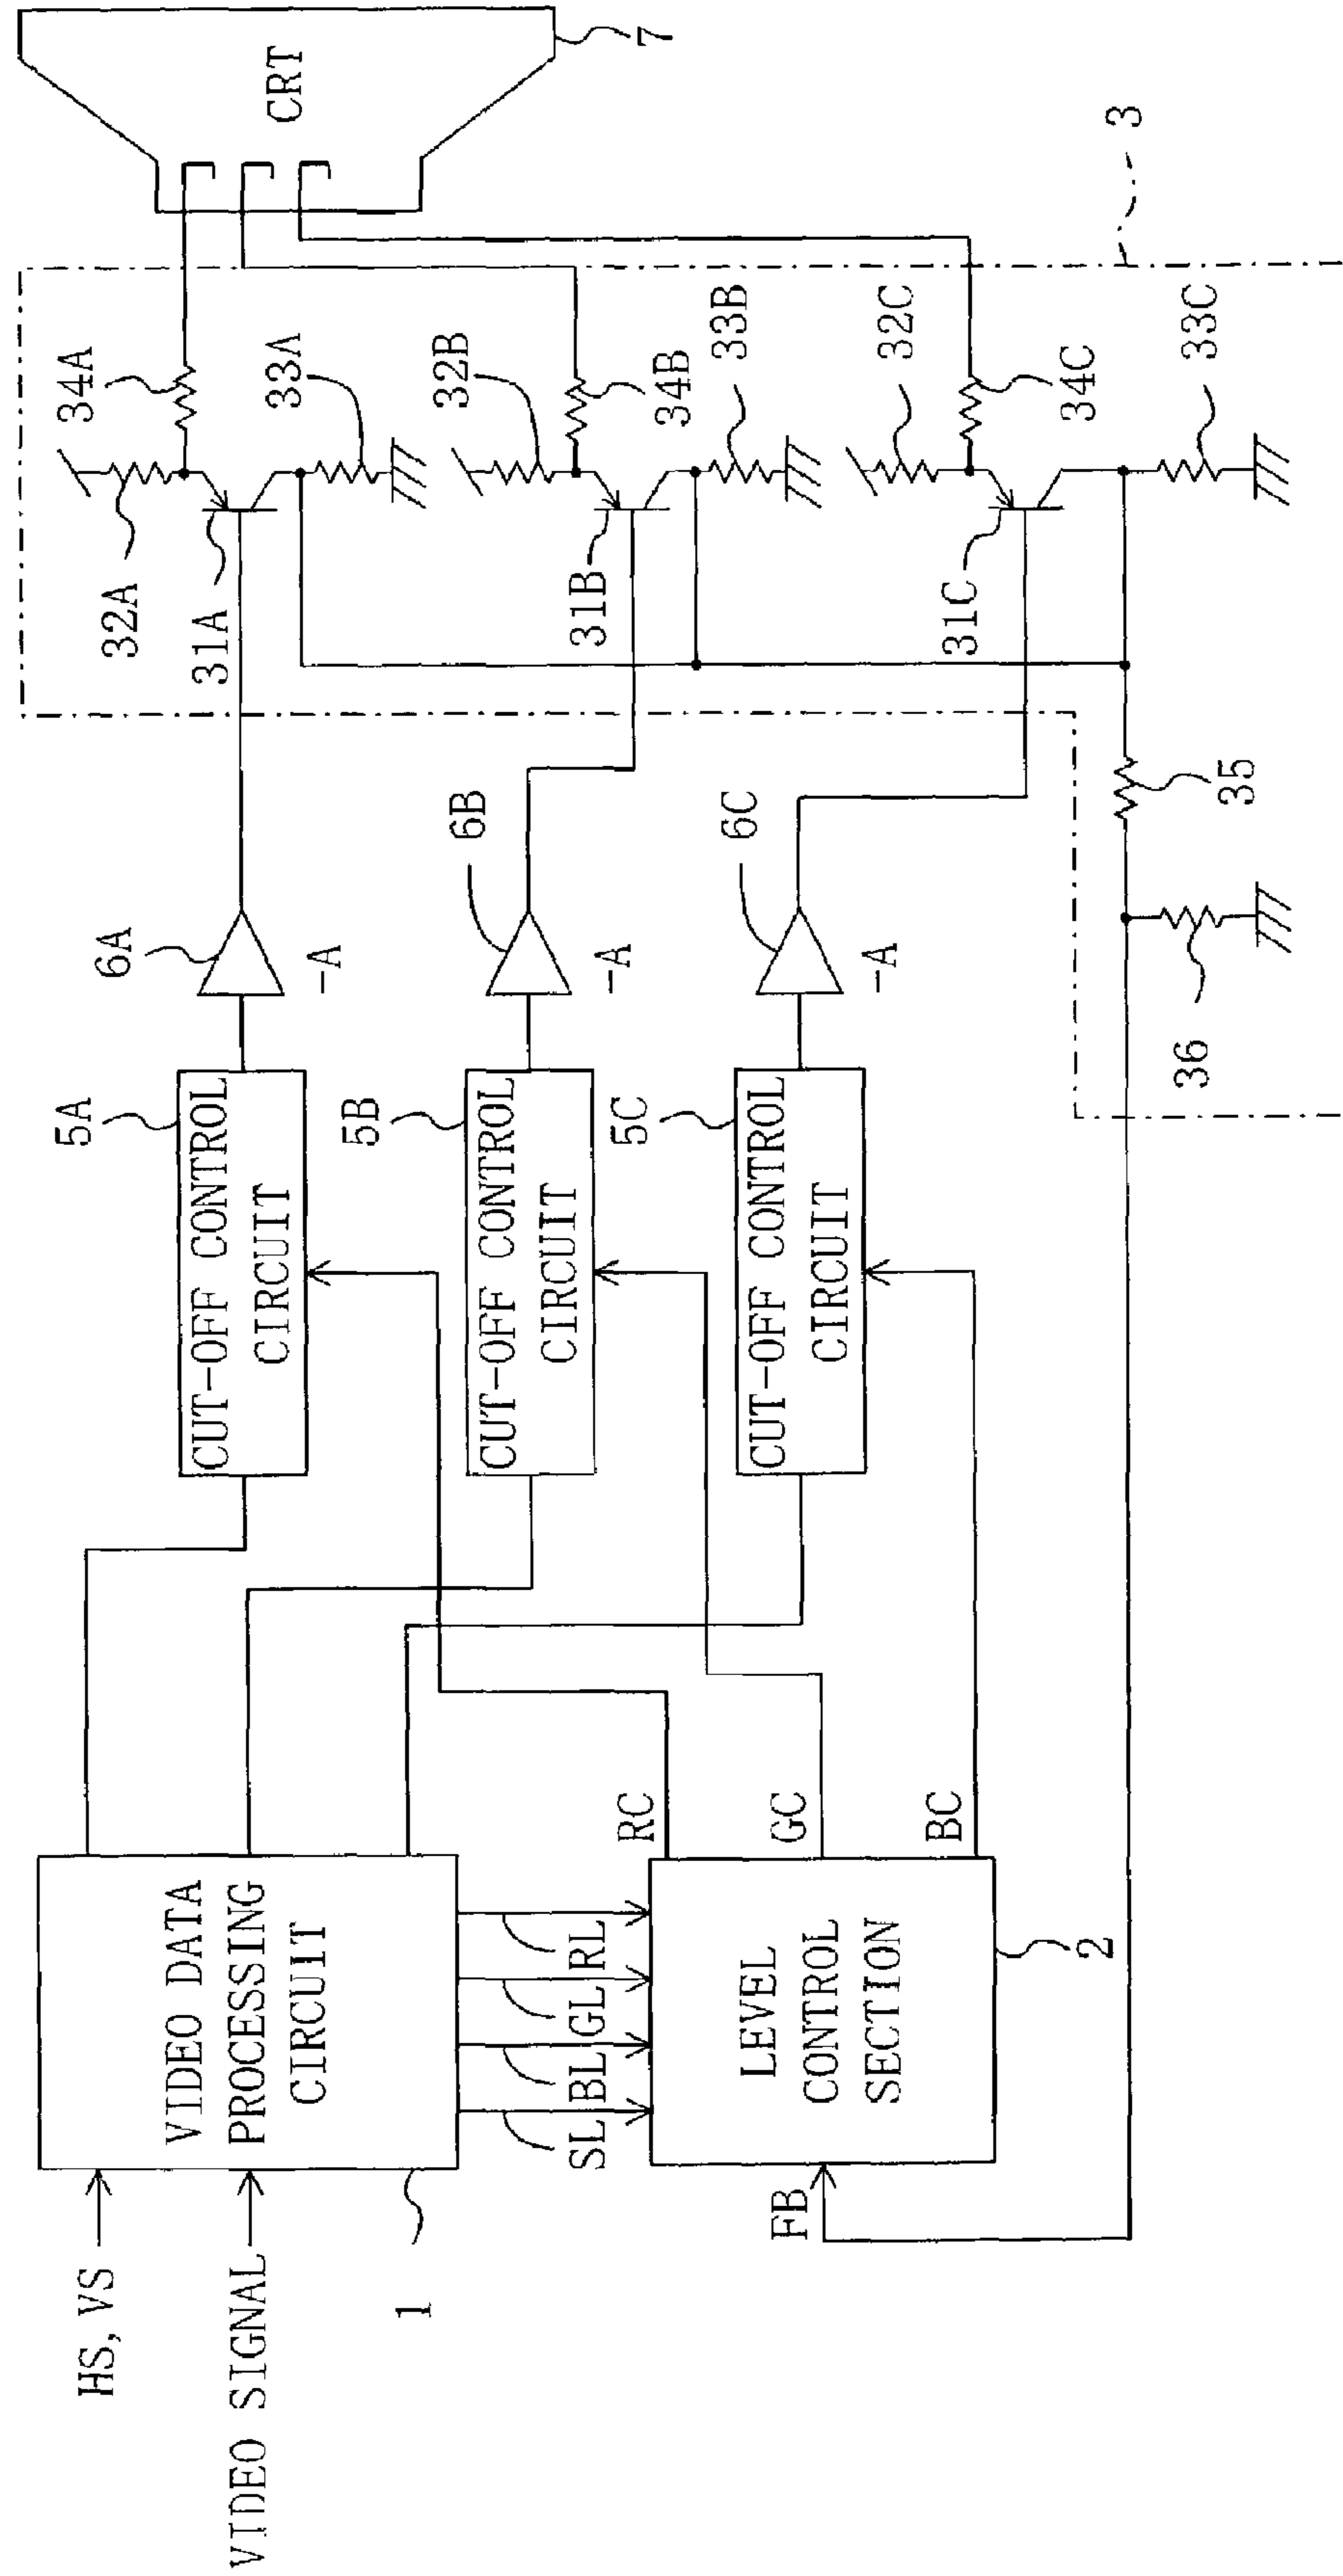 HS, VS
VIDEO SIGNAL
1
VIDEO DATA
PROCESSING
CIRCUIT
SL
BL
GL
RL
FB
LEVEL
CONTROL
SECTION
2
RC
GC
BC
5A
CUT-OFF CONTROL
CIRCUIT
5B
CUT-OFF CONTROL
CIRCUIT
5C
CUT-OFF CONTROL
CIRCUIT
6A
-A
6B
-A
6C
-A
36
35
32A
31A
34A
33A
31B
32B
34B
33B
31C
32C
34C
33C
3
CRT
7